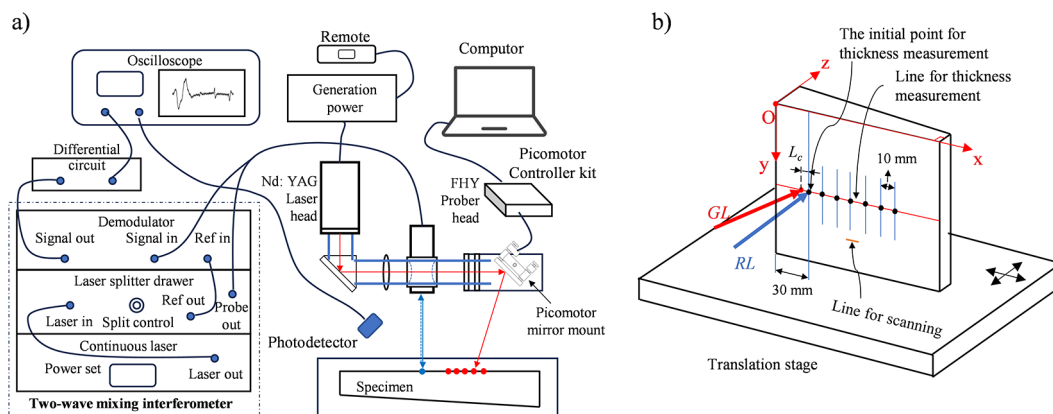 a)
Remote
Oscilloscope
Generation
power
Computor
Differential
circuit
Nd: YAG
Laser
head
FHY
Prober
head
Picomotor
Controller kit
Demodulator
Signal out
Signal in
Ref in
Laser splitter drawer
Laser in
Split control
Ref out
Probe
out
Continuous laser
Power set
Laser out
Two-wave mixing interferometer
Photodetector
Picomotor
mirror mount
Specimen
b)
The initial point for
thickness measurement
Line for thickness
measurement
z
O
x
y
Lc
10 mm
GL
RL
30 mm
Line for scanning
Translation stage